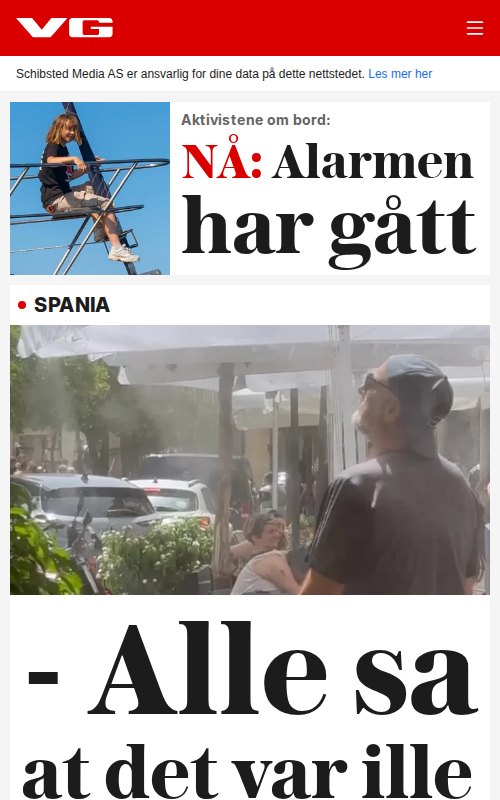 VG
Schibsted Media AS er ansvarlig for dine data på dette nettstedet. Les mer her
Aktivistene om bord:
NÅ: Alarmen
har gått
SPANIA
- Alle sa
at det var ille